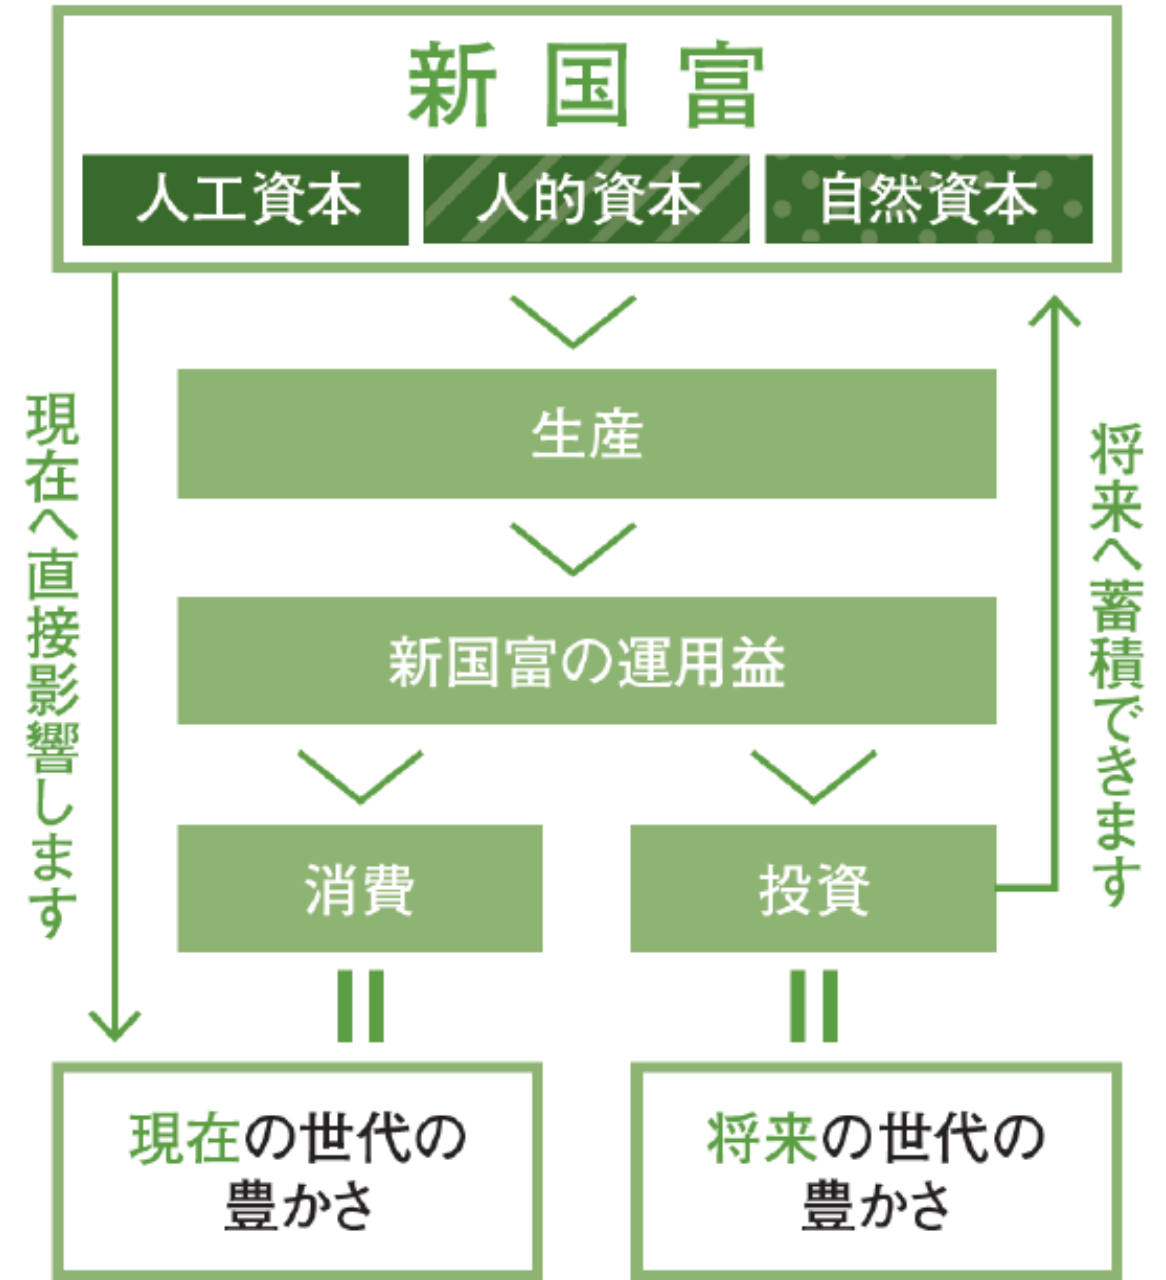 新国富
人工資本
人的資本
自然資本
現在へ直接影響します
生産
将来へ蓄積できます
新国富の運用益
消費
投資
現在の世代の
豊かさ
将来の世代の
豊かさ